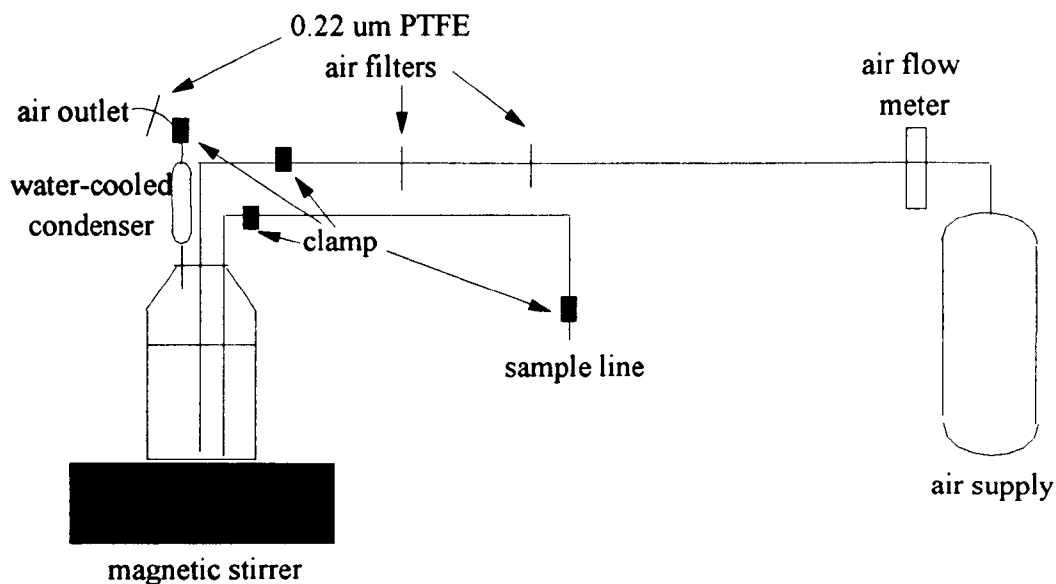 0.22 um PTFE
air filters
air flow
meter
air outlet
water-cooled
condenser
clamp
sample line
air supply
magnetic stirrer